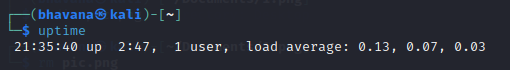 ┌──(bhavana㉿kali)-[~]
└─$ uptime
 21:35:40 up  2:47,  1 user,  load average: 0.13, 0.07, 0.03